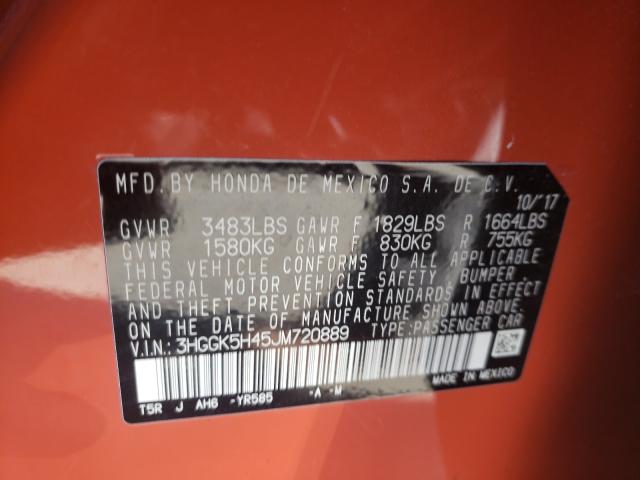 MFD. BY HONDA DE MEXICO S.A. DE C.V.
10/'17
GVWR 3483LBS GAWR F 1829LBS R 1664LBS
GVWR 1580KG GAWR F 830KG R 755KG
THIS VEHICLE CONFORMS TO ALL APPLICABLE
FEDERAL MOTOR VEHICLE SAFETY, BUMPER
AND THEFT PREVENTION STANDARDS IN EFFECT
ON THE DATE OF MANUFACTURE SHOWN ABOVE.
V.I.N.: 3HGGK5H45JM720889 TYPE:PASSENGER CAR
T5R J AH6 -YR585 -A -M
MADE IN MEXICO